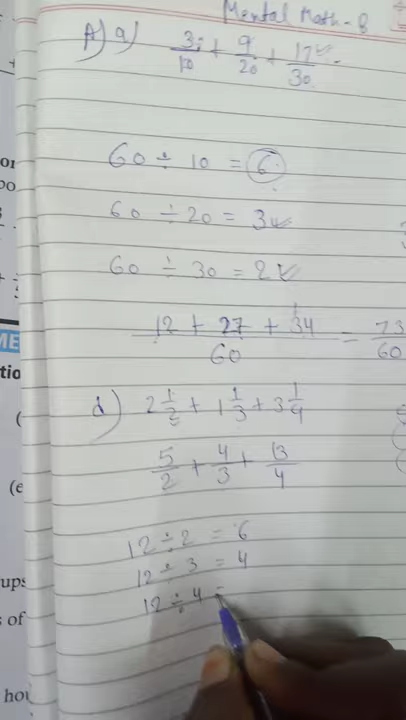 Mental Math - 8
A) a) 3/10 + 9/20 + 17/30
60 ÷ 10 = 6
60 ÷ 20 = 3
60 ÷ 30 = 2
12 + 27 + 34 / 60 = 73/60
d) 2 1/2 + 1 1/3 + 3 1/4
5/2 + 4/3 + 13/4
12 ÷ 2 = 6
12 ÷ 3 = 4
12 ÷ 4 =